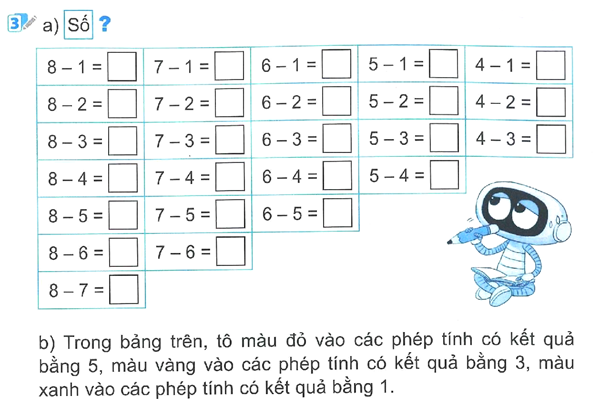 3 a) Số ?
8 – 1 = 7 – 1 = 6 – 1 = 5 – 1 = 4 – 1 =
8 – 2 = 7 – 2 = 6 – 2 = 5 – 2 = 4 – 2 =
8 – 3 = 7 – 3 = 6 – 3 = 5 – 3 = 4 – 3 =
8 – 4 = 7 – 4 = 6 – 4 = 5 – 4 =
8 – 5 = 7 – 5 = 6 – 5 =
8 – 6 = 7 – 6 =
8 – 7 =
b) Trong bảng trên, tô màu đỏ vào các phép tính có kết quả
bằng 5, màu vàng vào các phép tính có kết quả bằng 3, màu
xanh vào các phép tính có kết quả bằng 1.